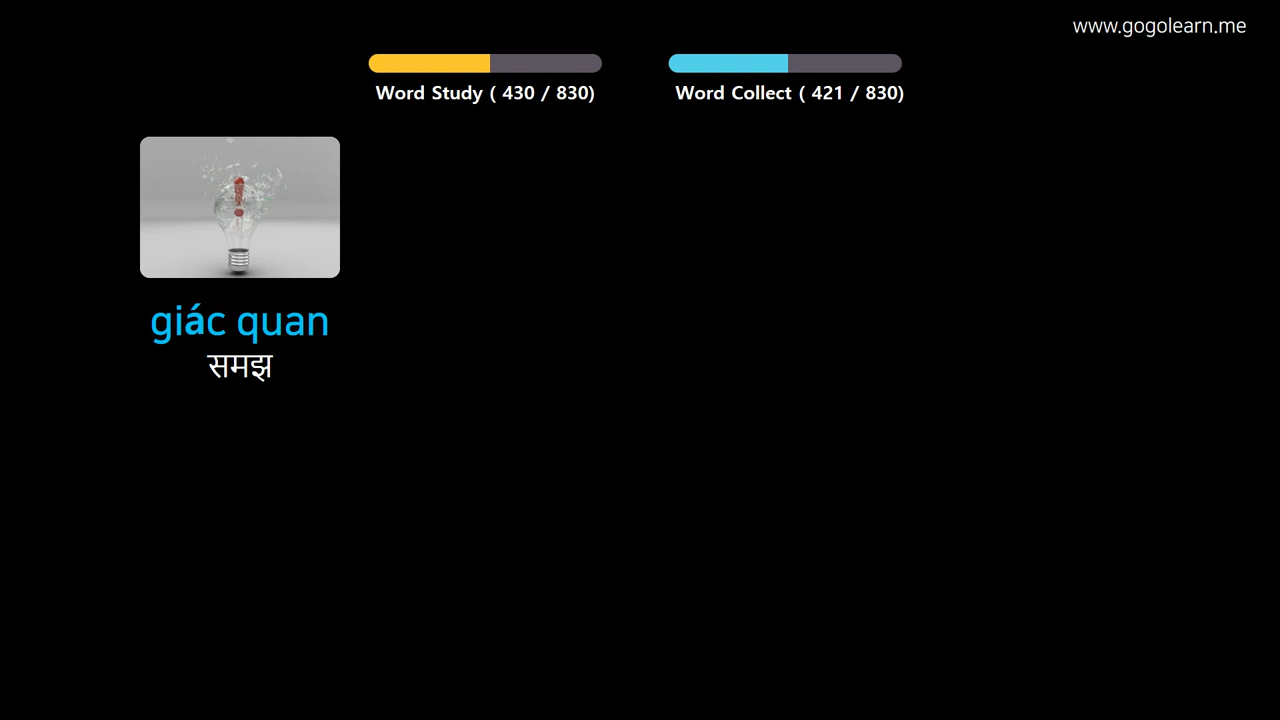 www.gogolearn.me
Word Study ( 430 / 830)
Word Collect ( 421 / 830)
giác quan
समझ